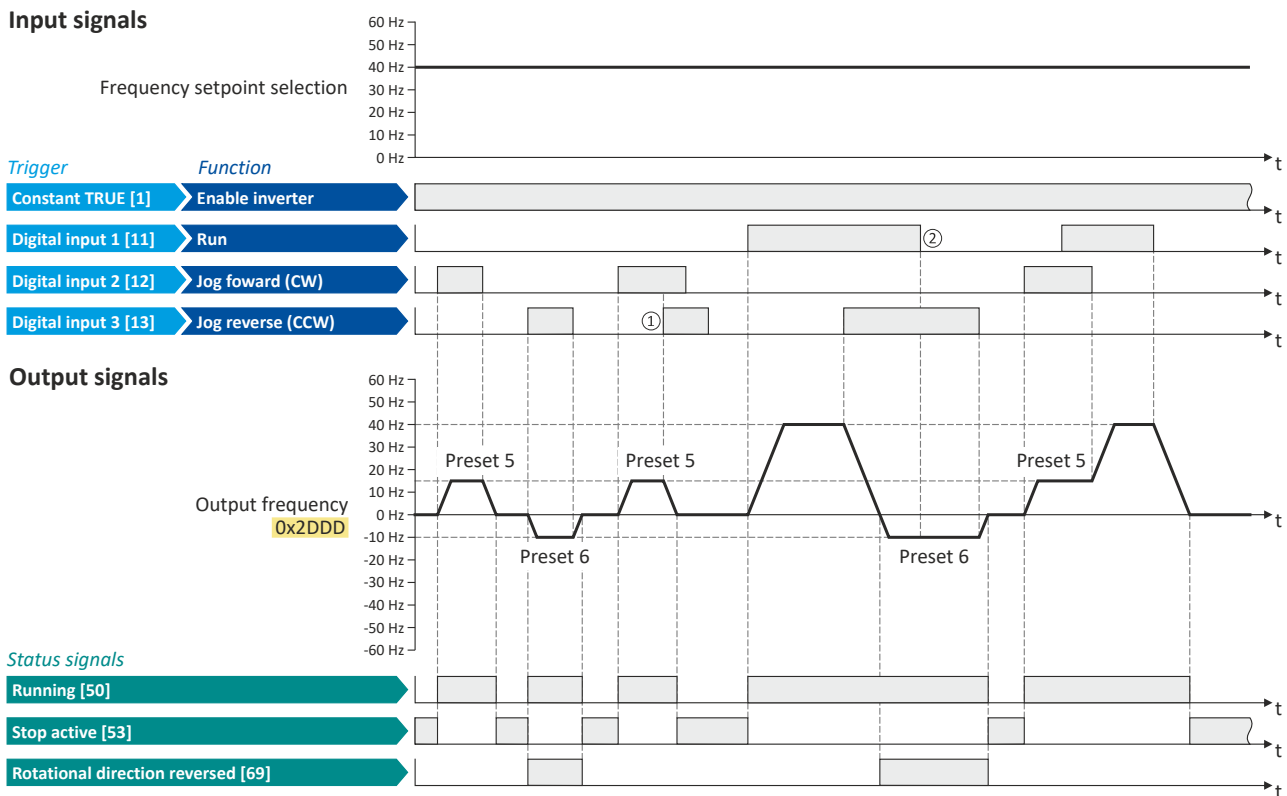 Input signals
60 Hz
50 Hz
40 Hz
30 Hz
20 Hz
10 Hz
0 Hz
Frequency setpoint selection
t
Trigger
Function
Constant TRUE [1]
Enable inverter
t
Digital input 1 [11]
Run
②
t
Digital input 2 [12]
Jog foward (CW)
t
Digital input 3 [13]
Jog reverse (CCW)
①
t
Output signals
60 Hz
50 Hz
40 Hz
30 Hz
20 Hz
10 Hz
0 Hz
-10 Hz
-20 Hz
-30 Hz
-40 Hz
-50 Hz
-60 Hz
Output frequency
0x2DDD
Preset 5
Preset 5
Preset 5
t
Preset 6
Preset 6
Status signals
Running [50]
t
Stop active [53]
t
Rotational direction reversed [69]
t